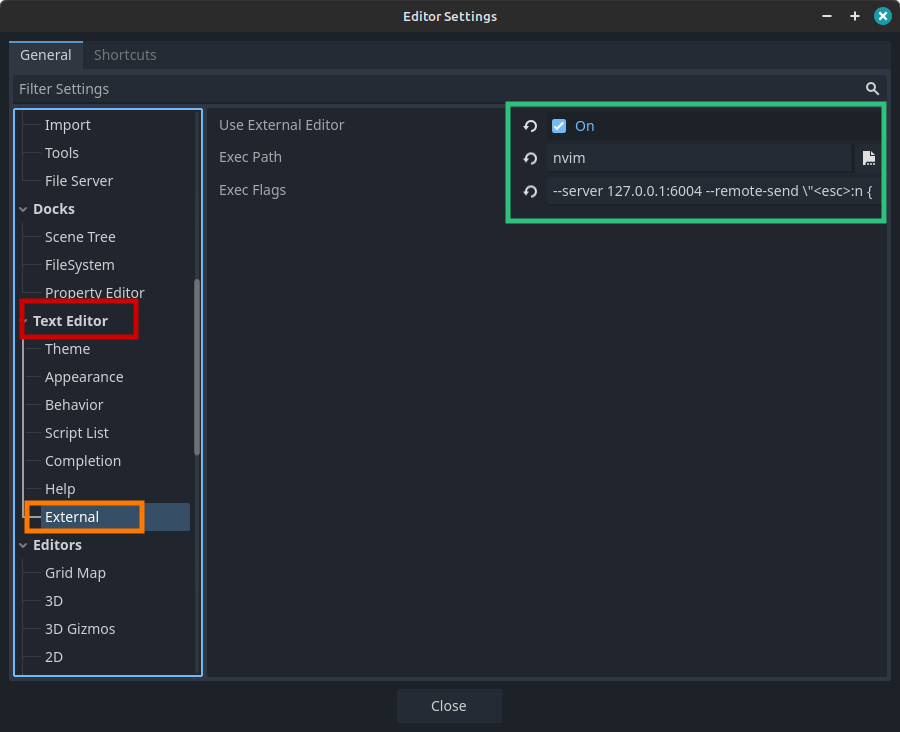 Editor Settings
General Shortcuts
Filter Settings
Import
Tools
File Server
Docks
Scene Tree
FileSystem
Property Editor
Text Editor
Theme
Appearance
Behavior
Script List
Completion
Help
External
Editors
Grid Map
3D
3D Gizmos
2D
Use External Editor On
Exec Path nvim
Exec Flags --server 127.0.0.1:6004 --remote-send \"<esc>:n {
Close